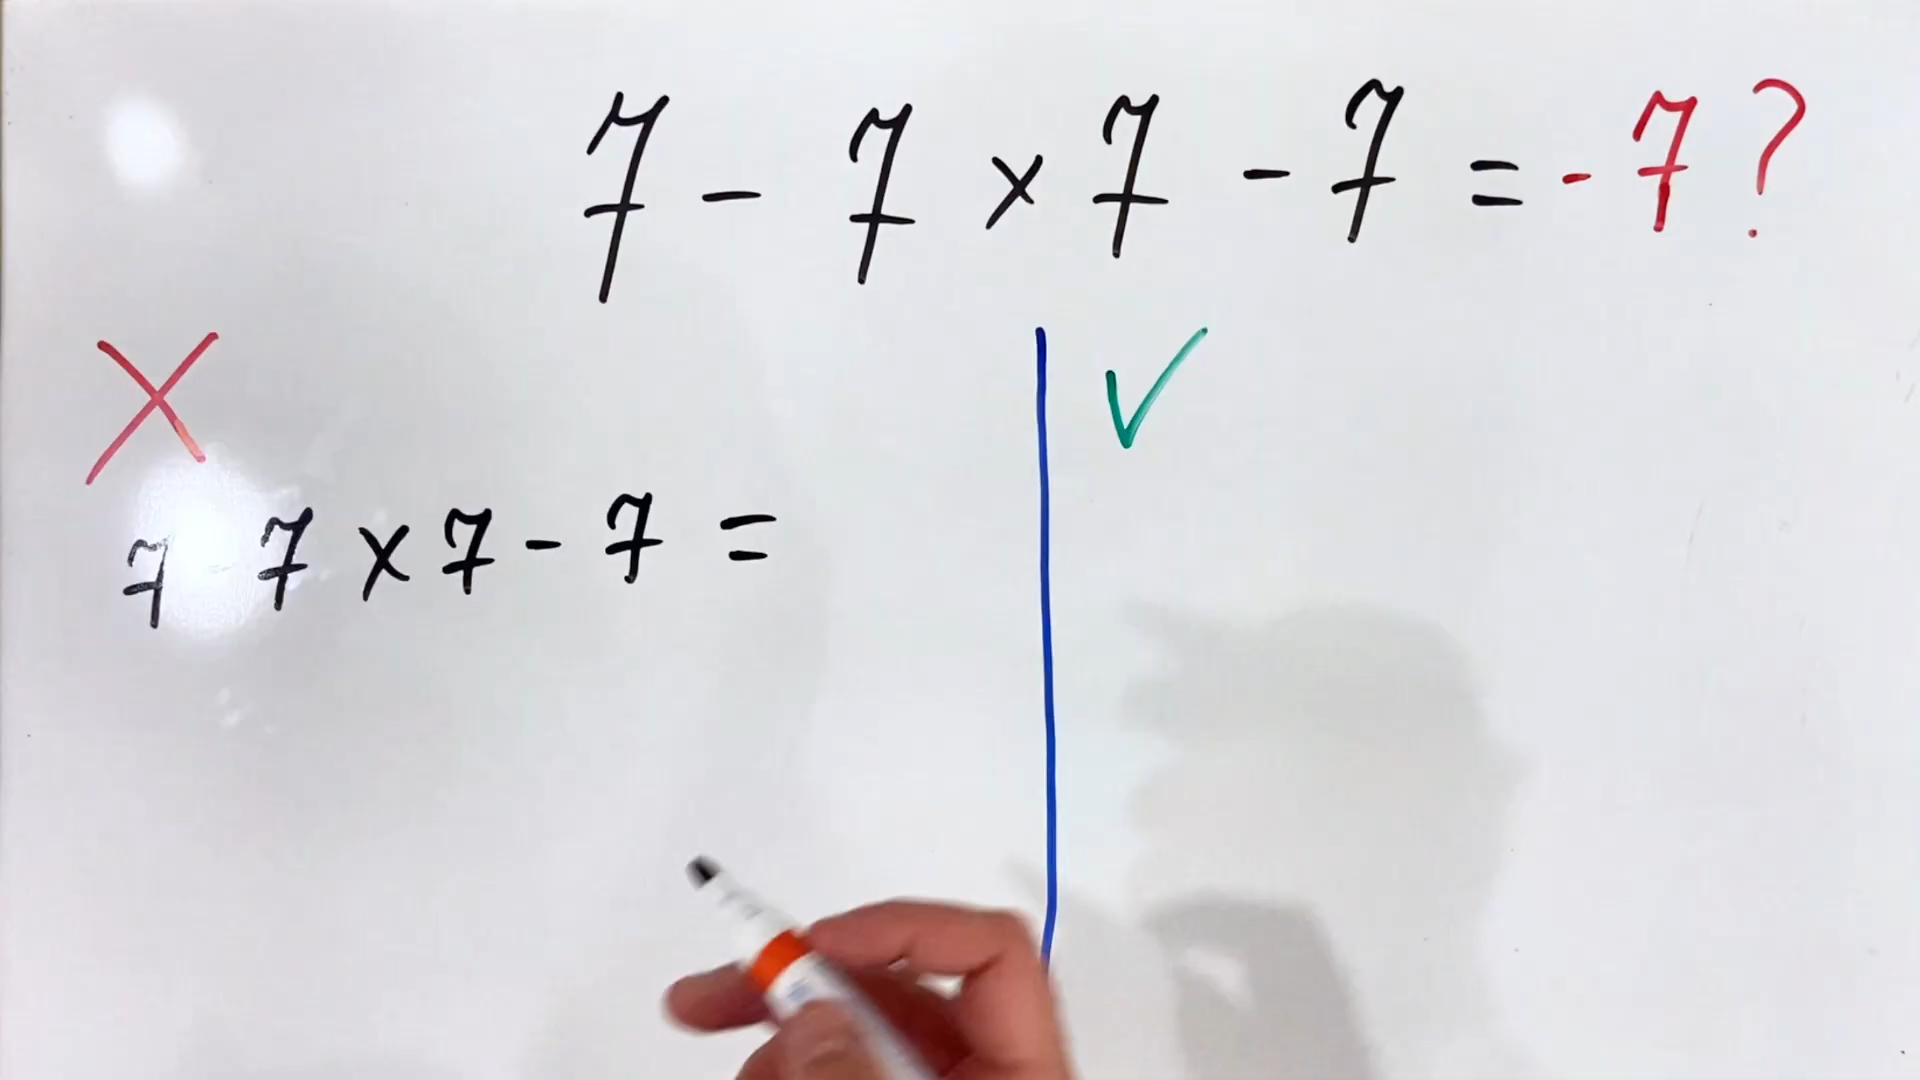 7 - 7 × 7 - 7 = - 7 ?
7 - 7 × 7 - 7 =